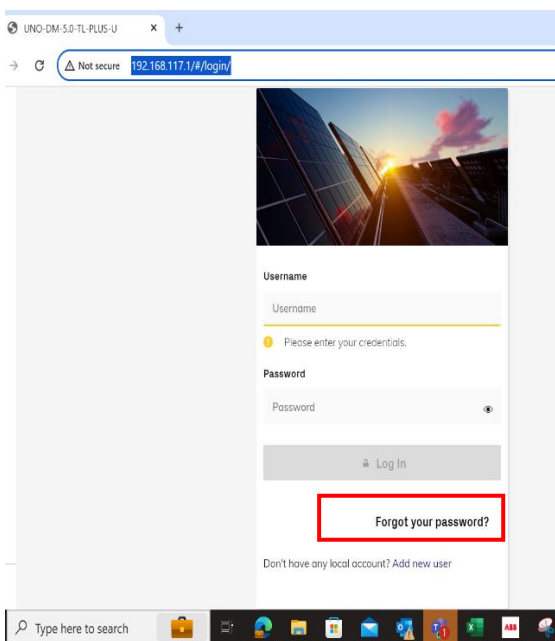 UNO-DM-5.0-TL-PLUS-U
Not secure 192.168.117.1/#/login/
Username
Username
Please enter your credentials.
Password
Password
Log In
Forgot your password?
Don't have any local account? Add new user
Type here to search
ABB